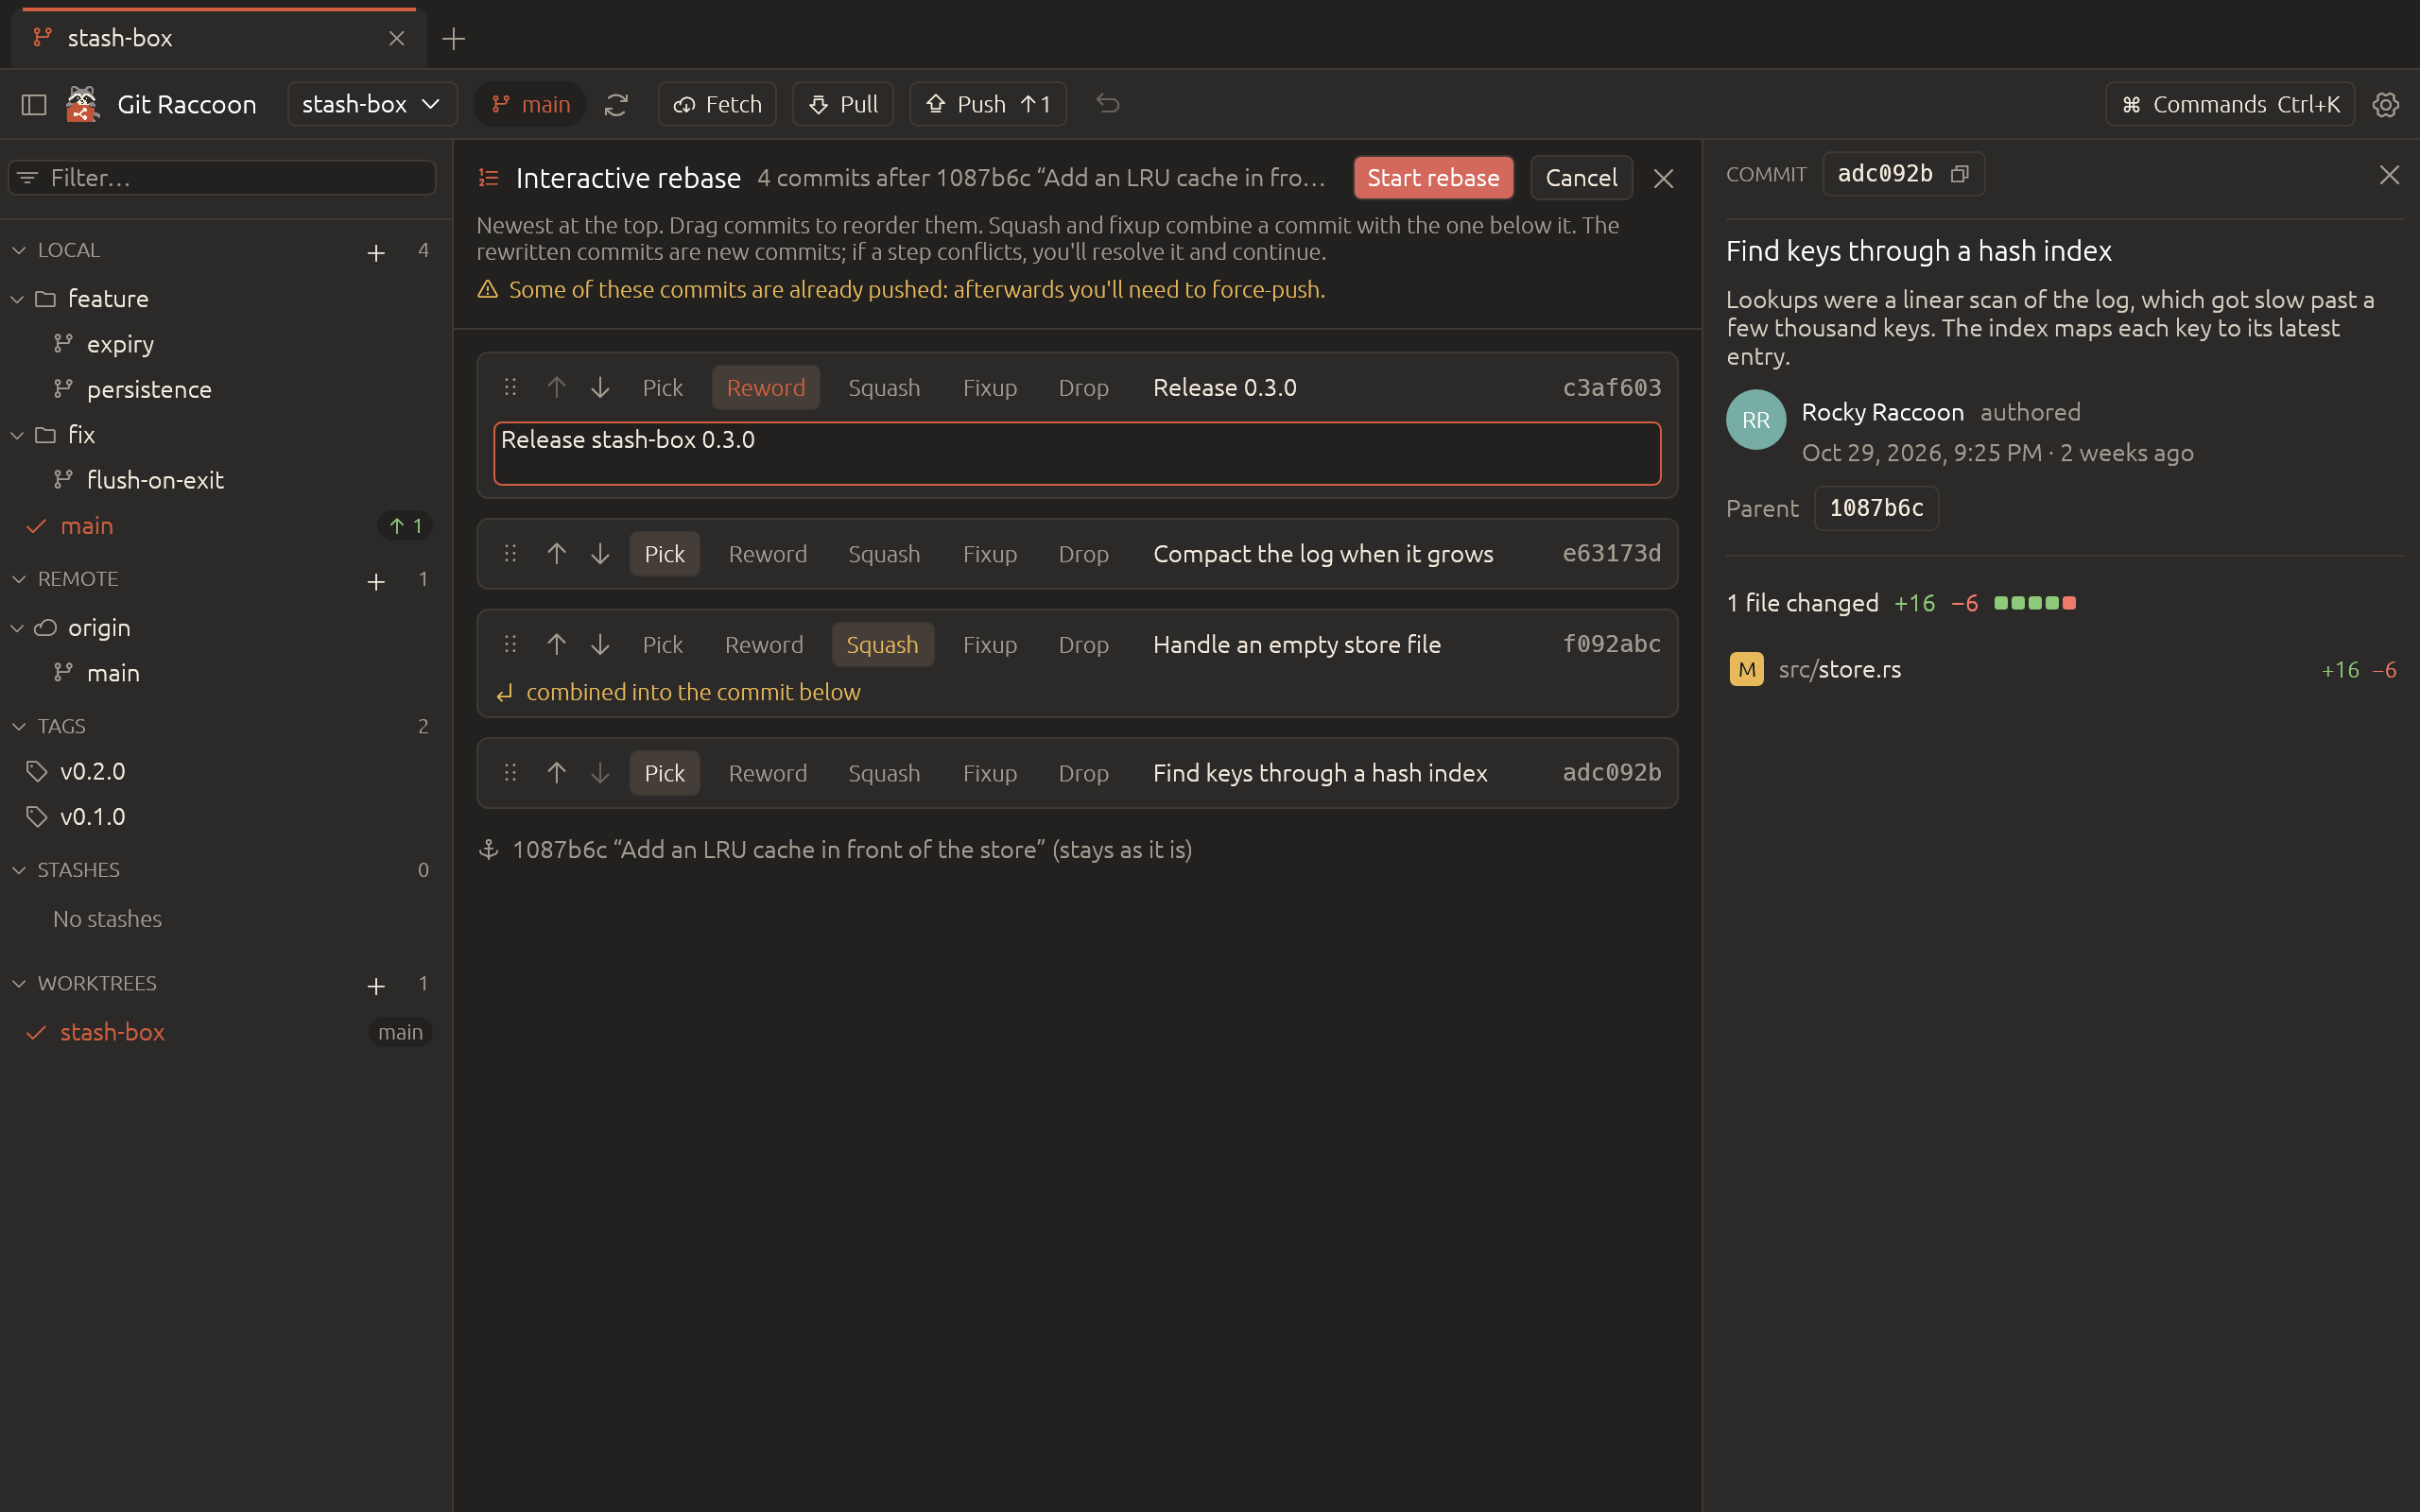 stash-box
Git Raccoon stash-box main Fetch Pull Push ↑1 Commands Ctrl+K
Filter…
LOCAL + 4
feature
expiry
persistence
fix
flush-on-exit
main ↑ 1
REMOTE + 1
origin
main
TAGS 2
v0.2.0
v0.1.0
STASHES 0
No stashes
WORKTREES + 1
stash-box main
Interactive rebase 4 commits after 1087b6c “Add an LRU cache in fro… Start rebase Cancel
Newest at the top. Drag commits to reorder them. Squash and fixup combine a commit with the one below it. The
rewritten commits are new commits; if a step conflicts, you'll resolve it and continue.
Some of these commits are already pushed: afterwards you'll need to force-push.
Pick Reword Squash Fixup Drop Release 0.3.0 c3af603
Release stash-box 0.3.0
Pick Reword Squash Fixup Drop Compact the log when it grows e63173d
Pick Reword Squash Fixup Drop Handle an empty store file f092abc
combined into the commit below
Pick Reword Squash Fixup Drop Find keys through a hash index adc092b
1087b6c “Add an LRU cache in front of the store” (stays as it is)
COMMIT adc092b
Find keys through a hash index
Lookups were a linear scan of the log, which got slow past a
few thousand keys. The index maps each key to its latest
entry.
RR Rocky Raccoon authored
Oct 29, 2026, 9:25 PM · 2 weeks ago
Parent 1087b6c
1 file changed +16 −6
M src/store.rs +16 −6